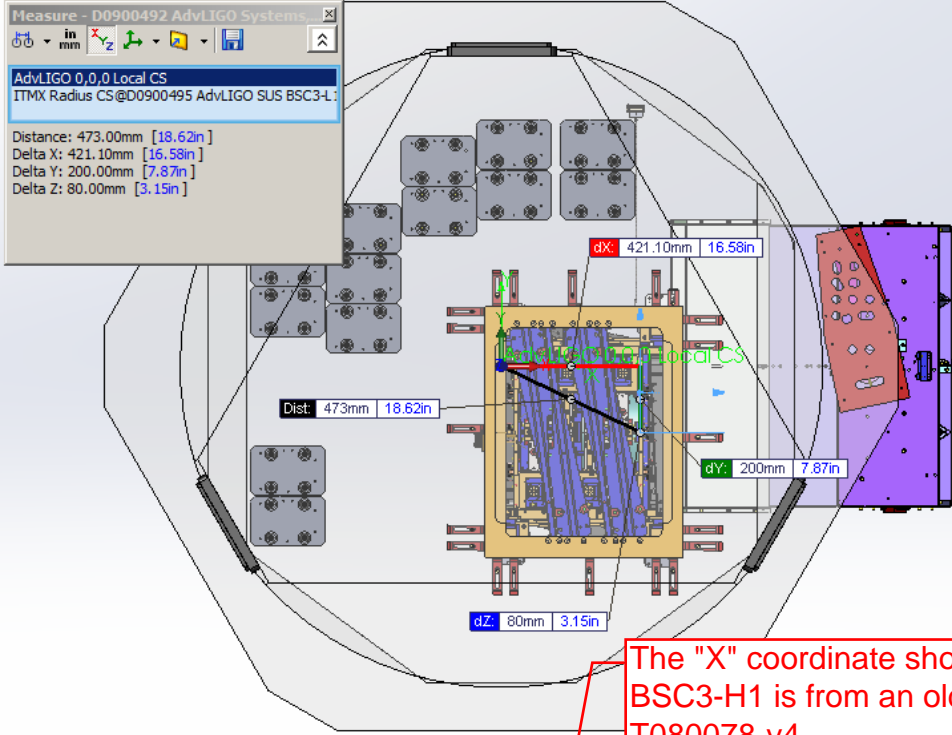 Measure - D0900492 AdvLIGO Systems,...
in
mm
X Y Z
AdvLIGO 0,0,0 Local CS
ITMX Radius CS@D0900495 AdvLIGO SUS BSC3-L1
Distance: 473.00mm [18.62in]
Delta X: 421.10mm [16.58in]
Delta Y: 200.00mm [7.87in]
Delta Z: 80.00mm [3.15in]
dX: 421.10mm 16.58in
Y
AdvLIGO 0,0,0 Local CS
X
Dist: 473mm 18.62in
dY: 200mm 7.87in
dZ: 80mm 3.15in
The "X" coordinate sho
BSC3-H1 is from an old
T080078-v4